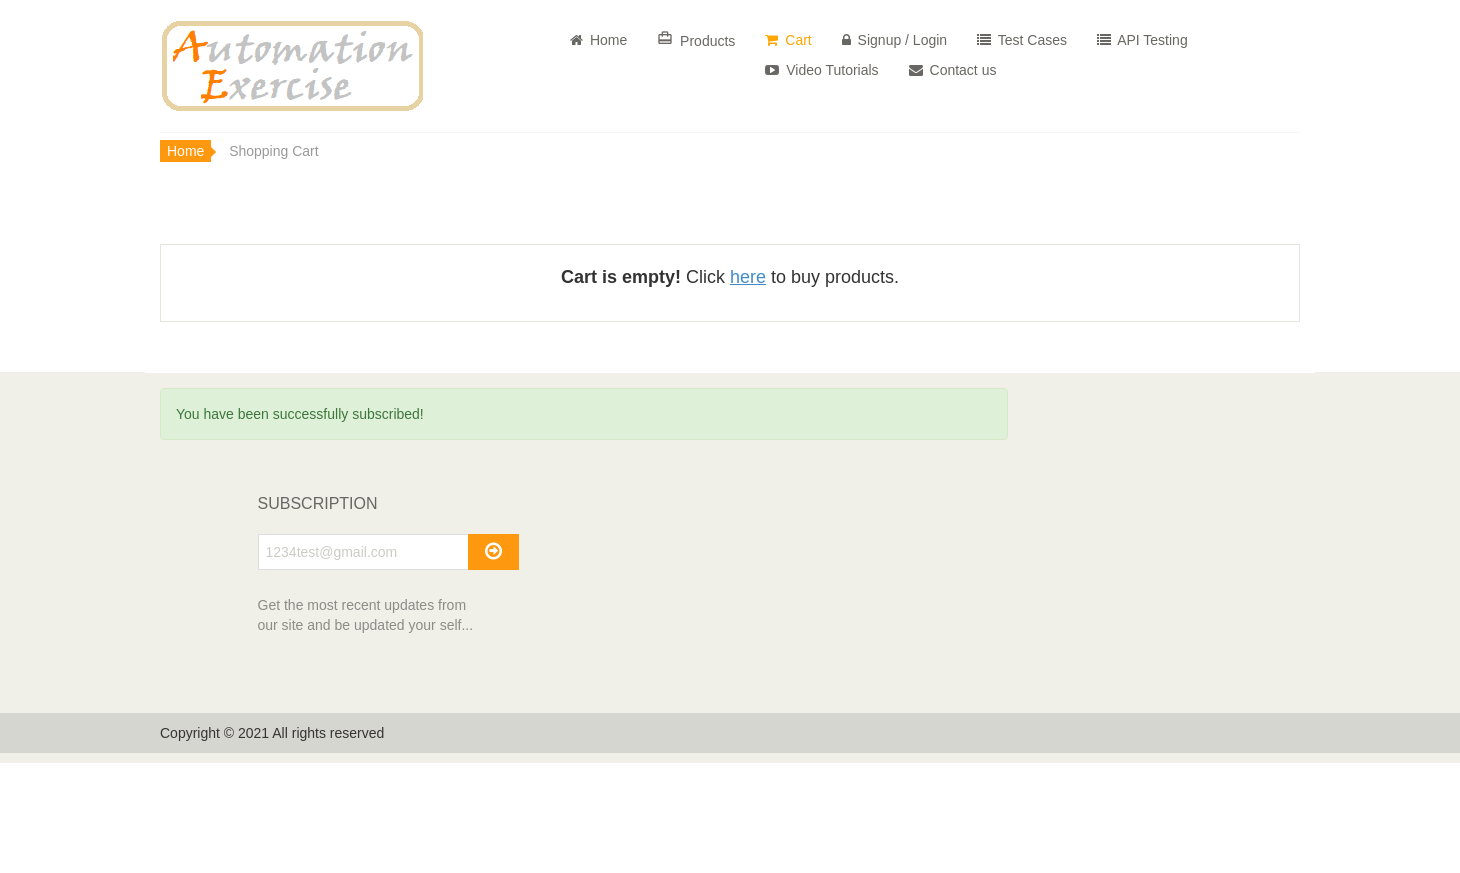 Automation
Exercise
Home
Products
Cart
Signup / Login
Test Cases
API Testing
Video Tutorials
Contact us
Home
Shopping Cart
Cart is empty! Click here to buy products.
You have been successfully subscribed!
SUBSCRIPTION
1234test@gmail.com
Get the most recent updates from
our site and be updated your self...
Copyright © 2021 All rights reserved